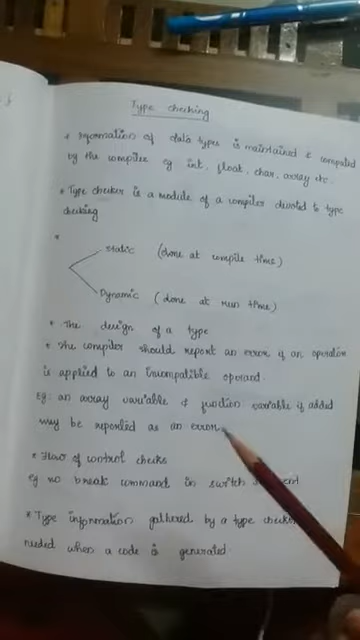 Type checking
* Information of data types is maintained & computed
by the compiler eg int, float, char, array etc.
* Type checker is a module of a compiler devoted to type
checking
*
Static (done at compile time)
Dynamic (done at run time)
* The design of a type
* The compiler should report an error if an operator
is applied to an incompatible operand.
Eg: an array variable & function variable if added
may be reported as an error.
* Flow of control checks
eg no break command in switch
* Type information gathered by a type checker
needed when a code is generated.